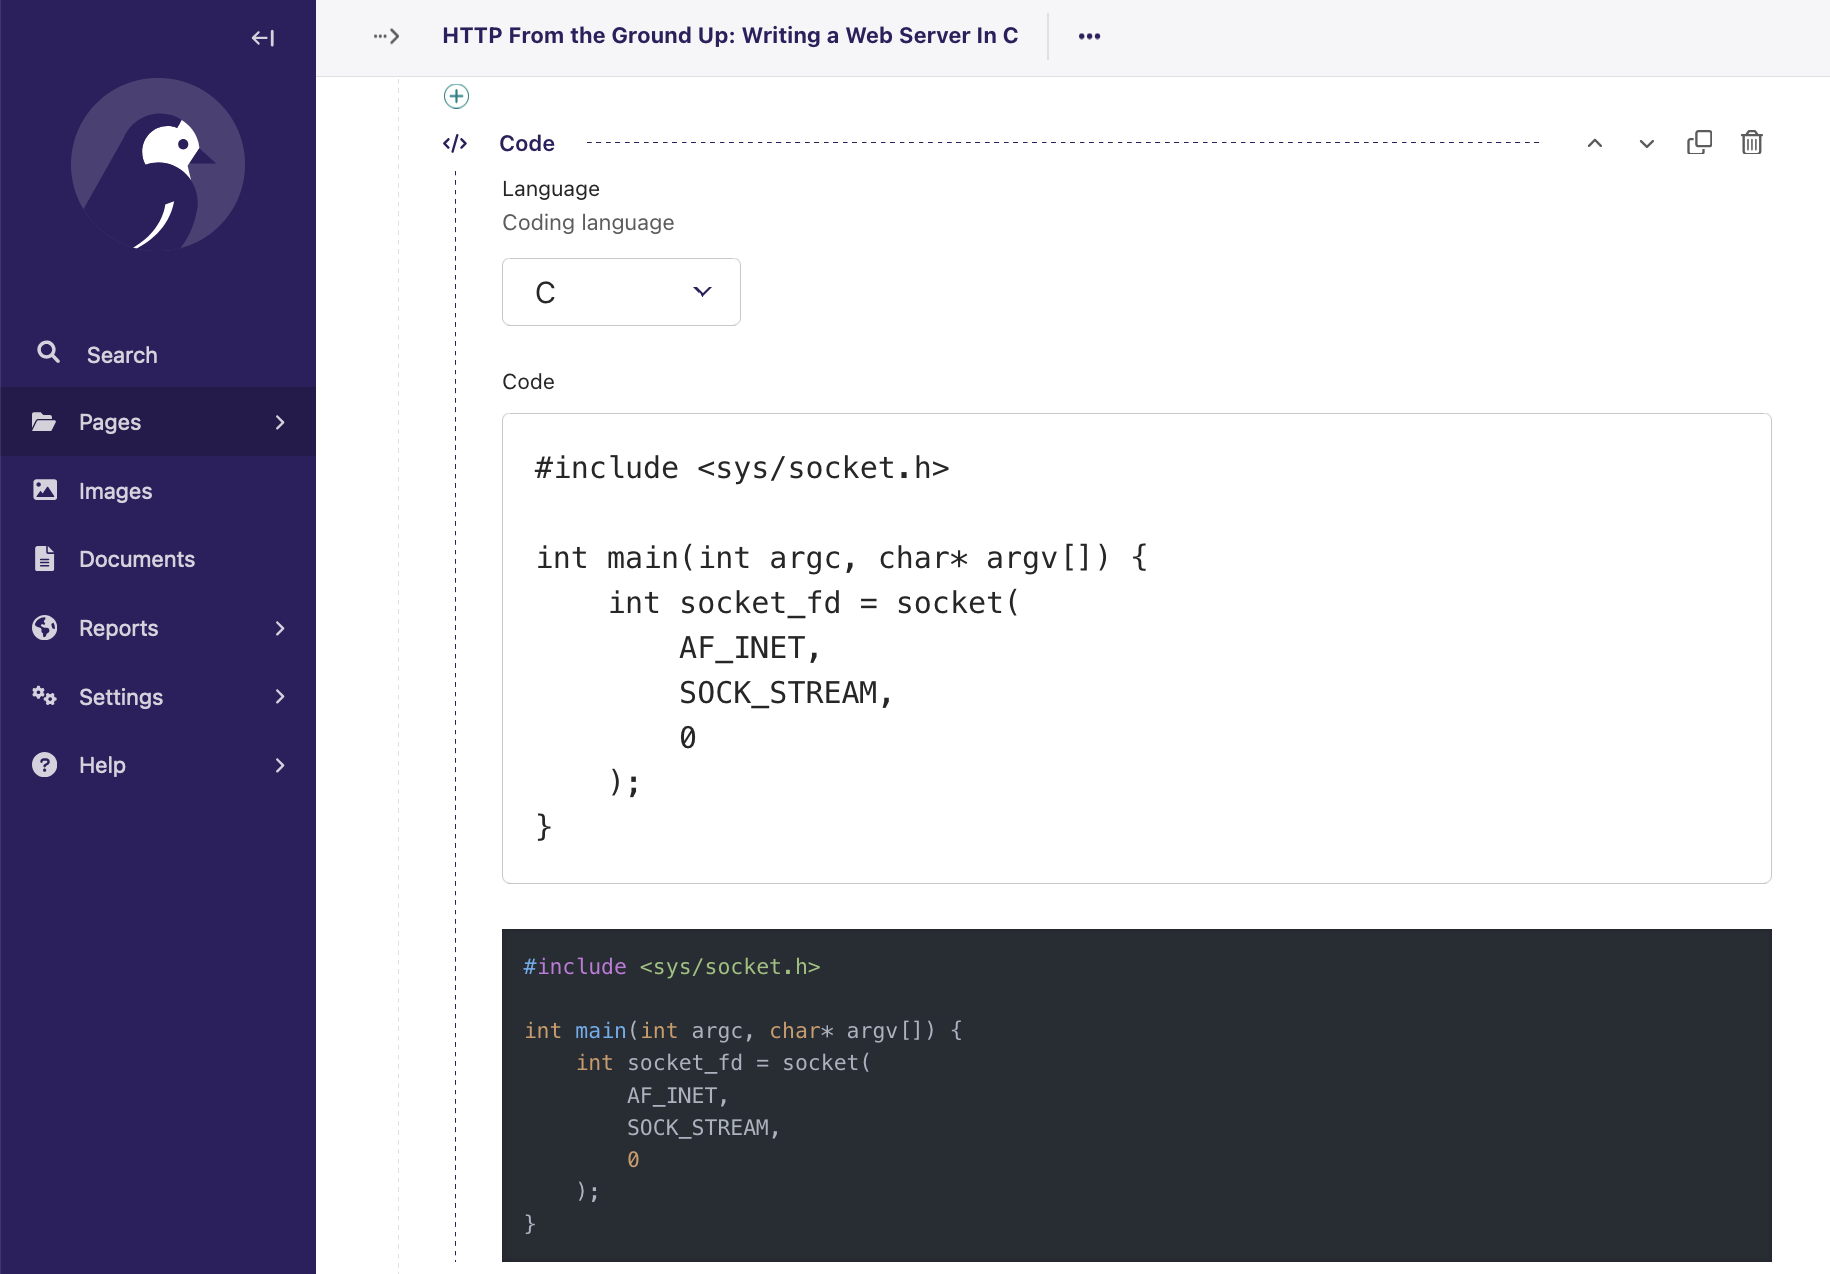 HTTP From the Ground Up: Writing a Web Server In C
Search
Pages
Images
Documents
Reports
Settings
Help
Code
Language
Coding language
C
Code
#include <sys/socket.h>
int main(int argc, char* argv[]) {
int socket_fd = socket(
AF_INET,
SOCK_STREAM,
0
);
}
#include <sys/socket.h>
int main(int argc, char* argv[]) {
int socket_fd = socket(
AF_INET,
SOCK_STREAM,
0
);
}